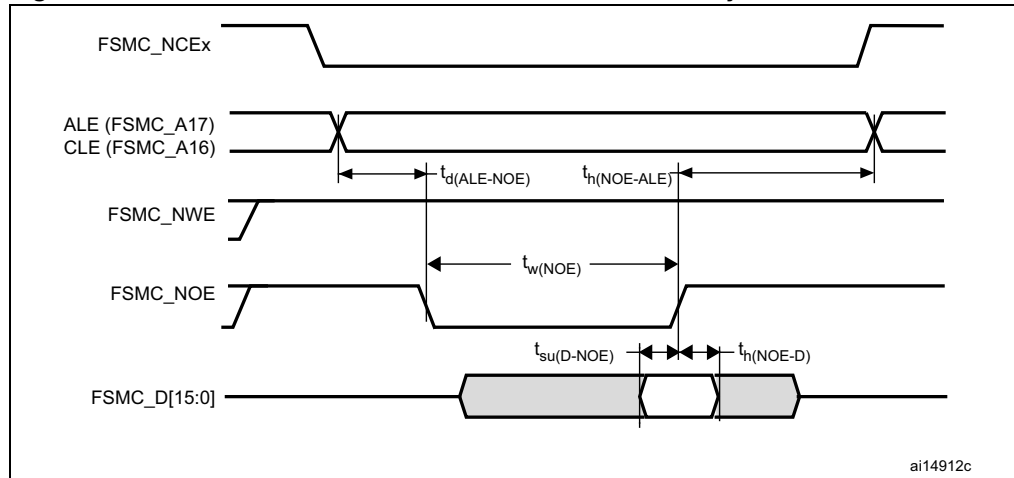 FSMC_NCEx
ALE (FSMC_A17)
CLE (FSMC_A16)
td(ALE-NOE)
th(NOE-ALE)
FSMC_NWE
tw(NOE)
FSMC_NOE
tsu(D-NOE)
th(NOE-D)
FSMC_D[15:0]
ai14912c